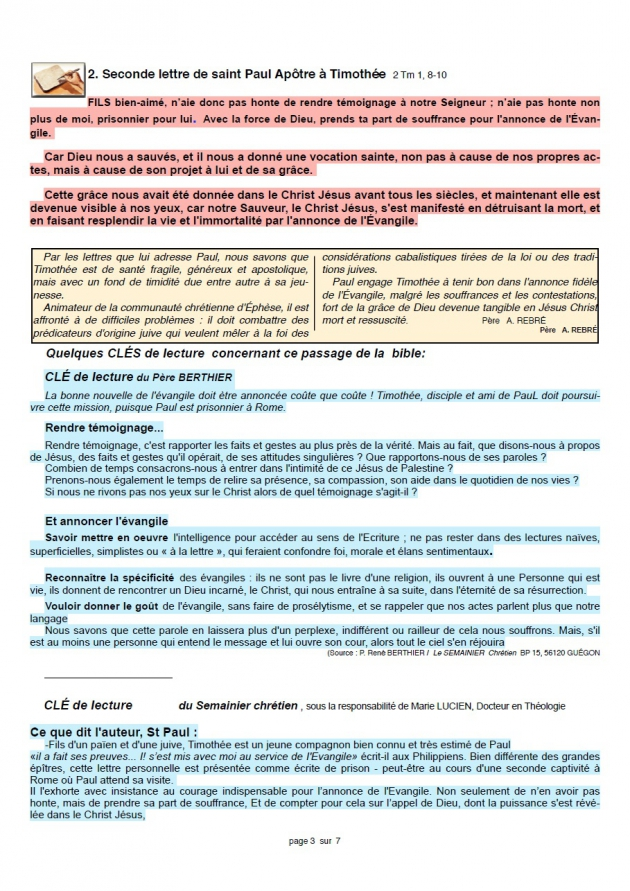 2. Seconde lettre de saint Paul Apôtre à Timothée 2 Tm 1, 8-10
FILS bien-aimé, n'aie donc pas honte de rendre témoignage à notre Seigneur ; n'aie pas honte non
plus de moi, prisonnier pour lui. Avec la force de Dieu, prends ta part de souffrance pour l'annonce de l'Évan-
gile.
Car Dieu nous a sauvés, et il nous a donné une vocation sainte, non pas à cause de nos propres ac-
tes, mais à cause de son projet à lui et de sa grâce.
Cette grâce nous avait été donnée dans le Christ Jésus avant tous les siècles, et maintenant elle est
devenue visible à nos yeux, car notre Sauveur, le Christ Jésus, s'est manifesté en détruisant la mort, et
en faisant resplendir la vie et l'immortalité par l'annonce de l'Évangile.
Par les lettres que lui adresse Paul, nous savons que
Timothée est de santé fragile, généreux et apostolique,
mais avec un fond de timidité due entre autre à sa jeu-
nesse.
Animateur de la communauté chrétienne d'Éphèse, il est
affronté à de difficiles problèmes : il doit combattre des
prédicateurs d'origine juive qui veulent mêler à la foi des
considérations cabalistiques tirées de la loi ou des tradi-
tions juives.
Paul engage Timothée à tenir bon dans l'annonce fidèle
de l'Évangile, malgré les souffrances et les contestations,
fort de la grâce de Dieu devenue tangible en Jésus Christ
mort et ressuscité. Père A. REBRÉ
Père A. REBRÉ
Quelques CLÉS de lecture concernant ce passage de la bible:
CLÉ de lecture du Père BERTHIER
La bonne nouvelle de l'évangile doit être annoncée coûte que coûte ! Timothée, disciple et ami de PauL doit poursui-
vre cette mission, puisque Paul est prisonnier à Rome.
Rendre témoignage...
Rendre témoignage, c'est rapporter les faits et gestes au plus près de la vérité. Mais au fait, que disons-nous à propos
de Jésus, des faits et gestes qu'il opérait, de ses attitudes singulières ? Que rapportons-nous de ses paroles ?
Combien de temps consacrons-nous à entrer dans l'intimité de ce Jésus de Palestine ?
Prenons-nous également le temps de relire sa présence, sa compassion, son aide dans le quotidien de nos vies ?
Si nous ne rivons pas nos yeux sur le Christ alors de quel témoignage s'agit-il ?
Et annoncer l'évangile
Savoir mettre en oeuvre l'intelligence pour accéder au sens de l'Ecriture ; ne pas rester dans des lectures naïves,
superficielles, simplistes ou « à la lettre », qui feraient confondre foi, morale et élans sentimentaux.
Reconnaître la spécificité des évangiles : ils ne sont pas le livre d'une religion, ils ouvrent à une Personne qui est
vie, ils donnent de rencontrer un Dieu incarné, le Christ, qui nous entraîne à sa suite, dans l'éternité de sa résurrection.
Vouloir donner le goût de l'évangile, sans faire de prosélytisme, et se rappeler que nos actes parlent plus que notre
langage
Nous savons que cette parole en laissera plus d'un perplexe, indifférent ou railleur de cela nous souffrons. Mais, s'il
est au moins une personne qui entend le message et lui ouvre son cour, alors tout le ciel s'en réjouira
(Source : P. René BERTHIER / Le SEMAINIER Chrétien BP 15, 56120 GUÉGON
CLÉ de lecture du Semainier chrétien , sous la responsabilité de Marie LUCIEN, Docteur en Théologie
Ce que dit l'auteur, St Paul :
-Fils d'un païen et d'une juive, Timothée est un jeune compagnon bien connu et très estimé de Paul
«il a fait ses preuves... I! s'est mis avec moi au service de l'Evangile» écrit-il aux Philippiens. Bien différente des grandes
épîtres, cette lettre personnelle est présentée comme écrite de prison - peut-être au cours d'une seconde captivité à
Rome où Paul attend sa visite.
Il l'exhorte avec insistance au courage indispensable pour l'annonce de l'Evangile. Non seulement de n'en avoir pas
honte, mais de prendre sa part de souffrance, Et de compter pour cela sur l'appel de Dieu, dont la puissance s'est révé-
lée dans le Christ Jésus,
page 3 sur 7